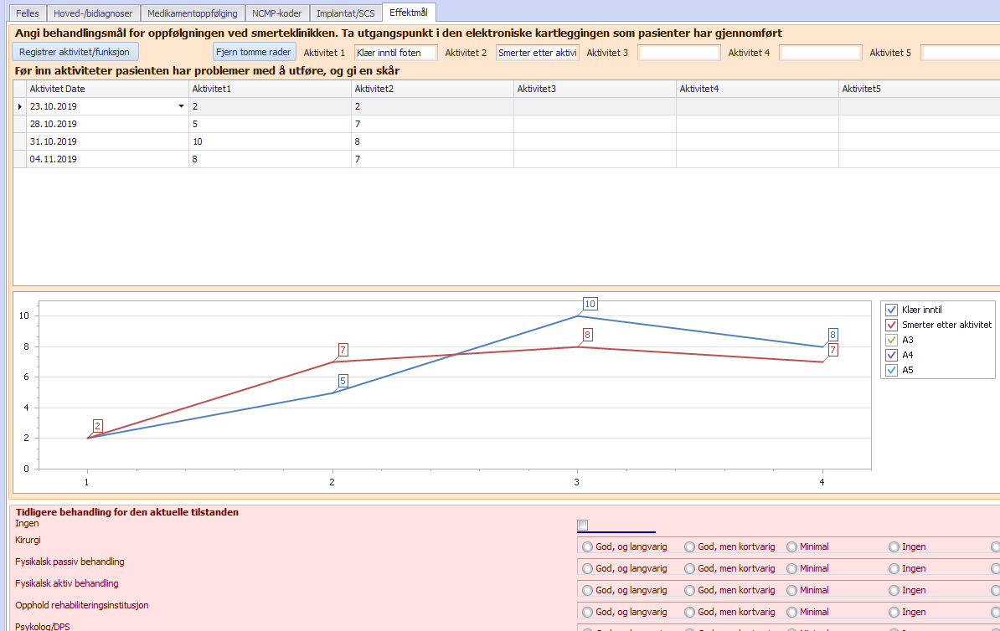 Felles Hoved-/bidiagnoser Medikamentoppfølging NCMP-koder Implantat/SCS Effektmål
Angi behandlingsmål for oppfølgningen ved smerteklinikken. Ta utgangspunkt i den elektroniske kartleggingen som pasienter har gjennomført
Registrer aktivitet/funksjon Fjern tomme rader Aktivitet 1 Klær inntil foten Aktivitet 2 Smerter etter aktivi Aktivitet 3 Aktivitet 4 Aktivitet 5
Før inn aktiviteter pasienten har problemer med å utføre, og gi en skår
Aktivitet Date Aktivitet1 Aktivitet2 Aktivitet3 Aktivitet4 Aktivitet5
23.10.2019 2 2
28.10.2019 5 7
31.10.2019 10 8
04.11.2019 8 7
10
8
6
4
2
0
1 2 3 4
2
7
5
10
8
8
7
Klær inntil
Smerter etter aktivitet
A3
A4
A5
Tidligere behandling for den aktuelle tilstanden
Ingen
Kirurgi God, og langvarig God, men kortvarig Minimal Ingen
Fysikalsk passiv behandling God, og langvarig God, men kortvarig Minimal Ingen
Fysikalsk aktiv behandling God, og langvarig God, men kortvarig Minimal Ingen
Opphold rehabiliteringsinstitusjon God, og langvarig God, men kortvarig Minimal Ingen
Psykolog/DPS